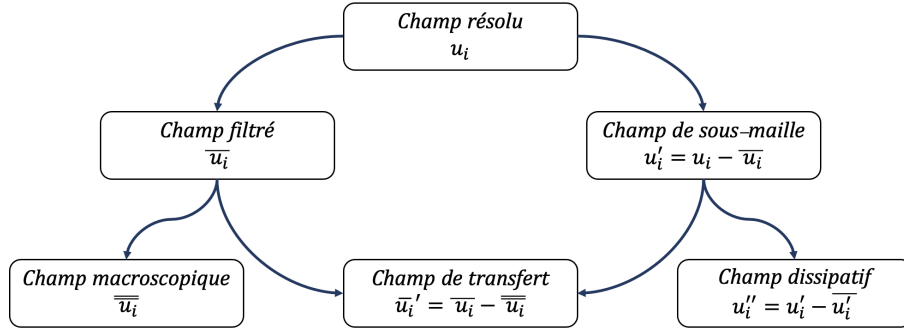 Champ résolu
u_i
Champ filtré
\overline{u_i}
Champ de sous–maille
u_i' = u_i - \overline{u_i}
Champ macroscopique
\overline{\overline{u_i}}
Champ de transfert
\overline{u}_i' = \overline{u_i} - \overline{\overline{u_i}}
Champ dissipatif
u_i'' = u_i' - \overline{u_i'}